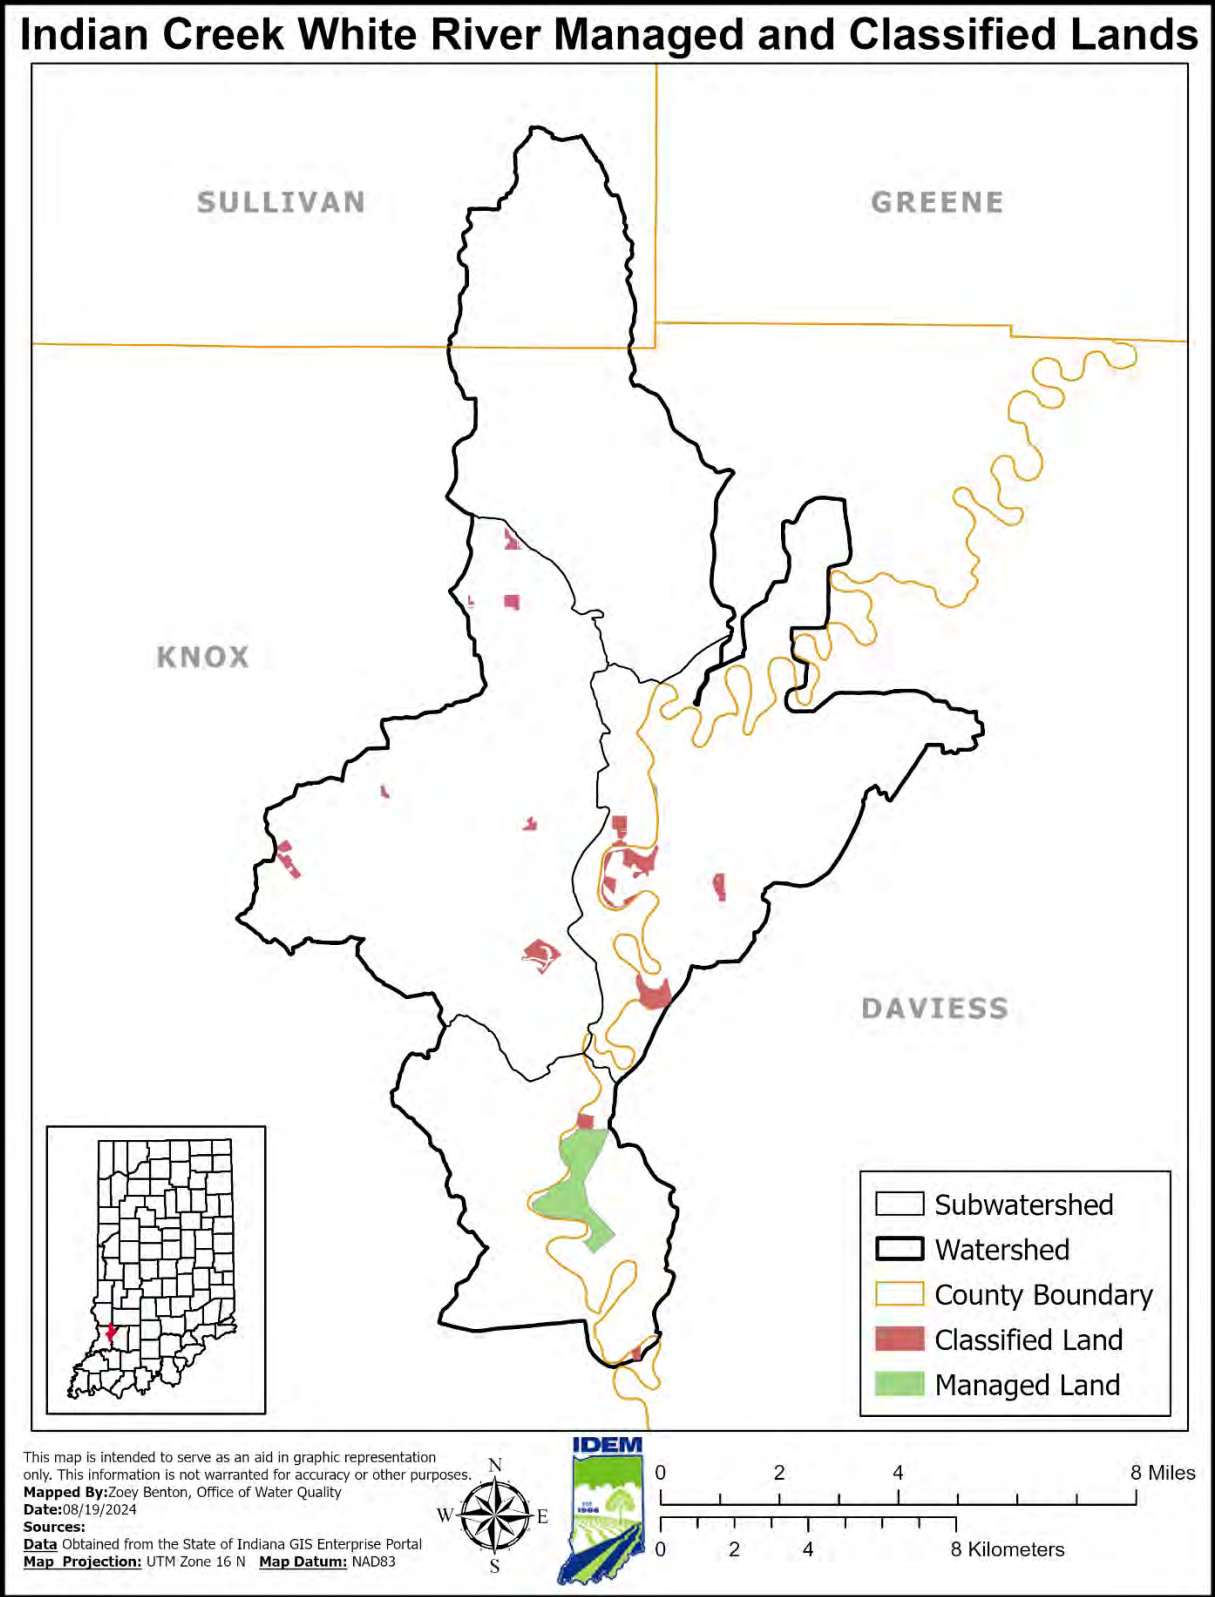 Indian Creek White River Managed and Classified Lands
SULLIVAN
GREENE
KNOX
DAVIESS
Subwatershed
Watershed
County Boundary
Classified Land
Managed Land
This map is intended to serve as an aid in graphic representation
only. This information is not warranted for accuracy or other purposes.
Mapped By:Zoey Benton, Office of Water Quality
Date:08/19/2024
Sources:
Data Obtained from the State of Indiana GIS Enterprise Portal
Map Projection: UTM Zone 16 N Map Datum: NAD83
N
W E
S
IDEM
EST
1986
0 2 4 8 Miles
0 2 4 8 Kilometers